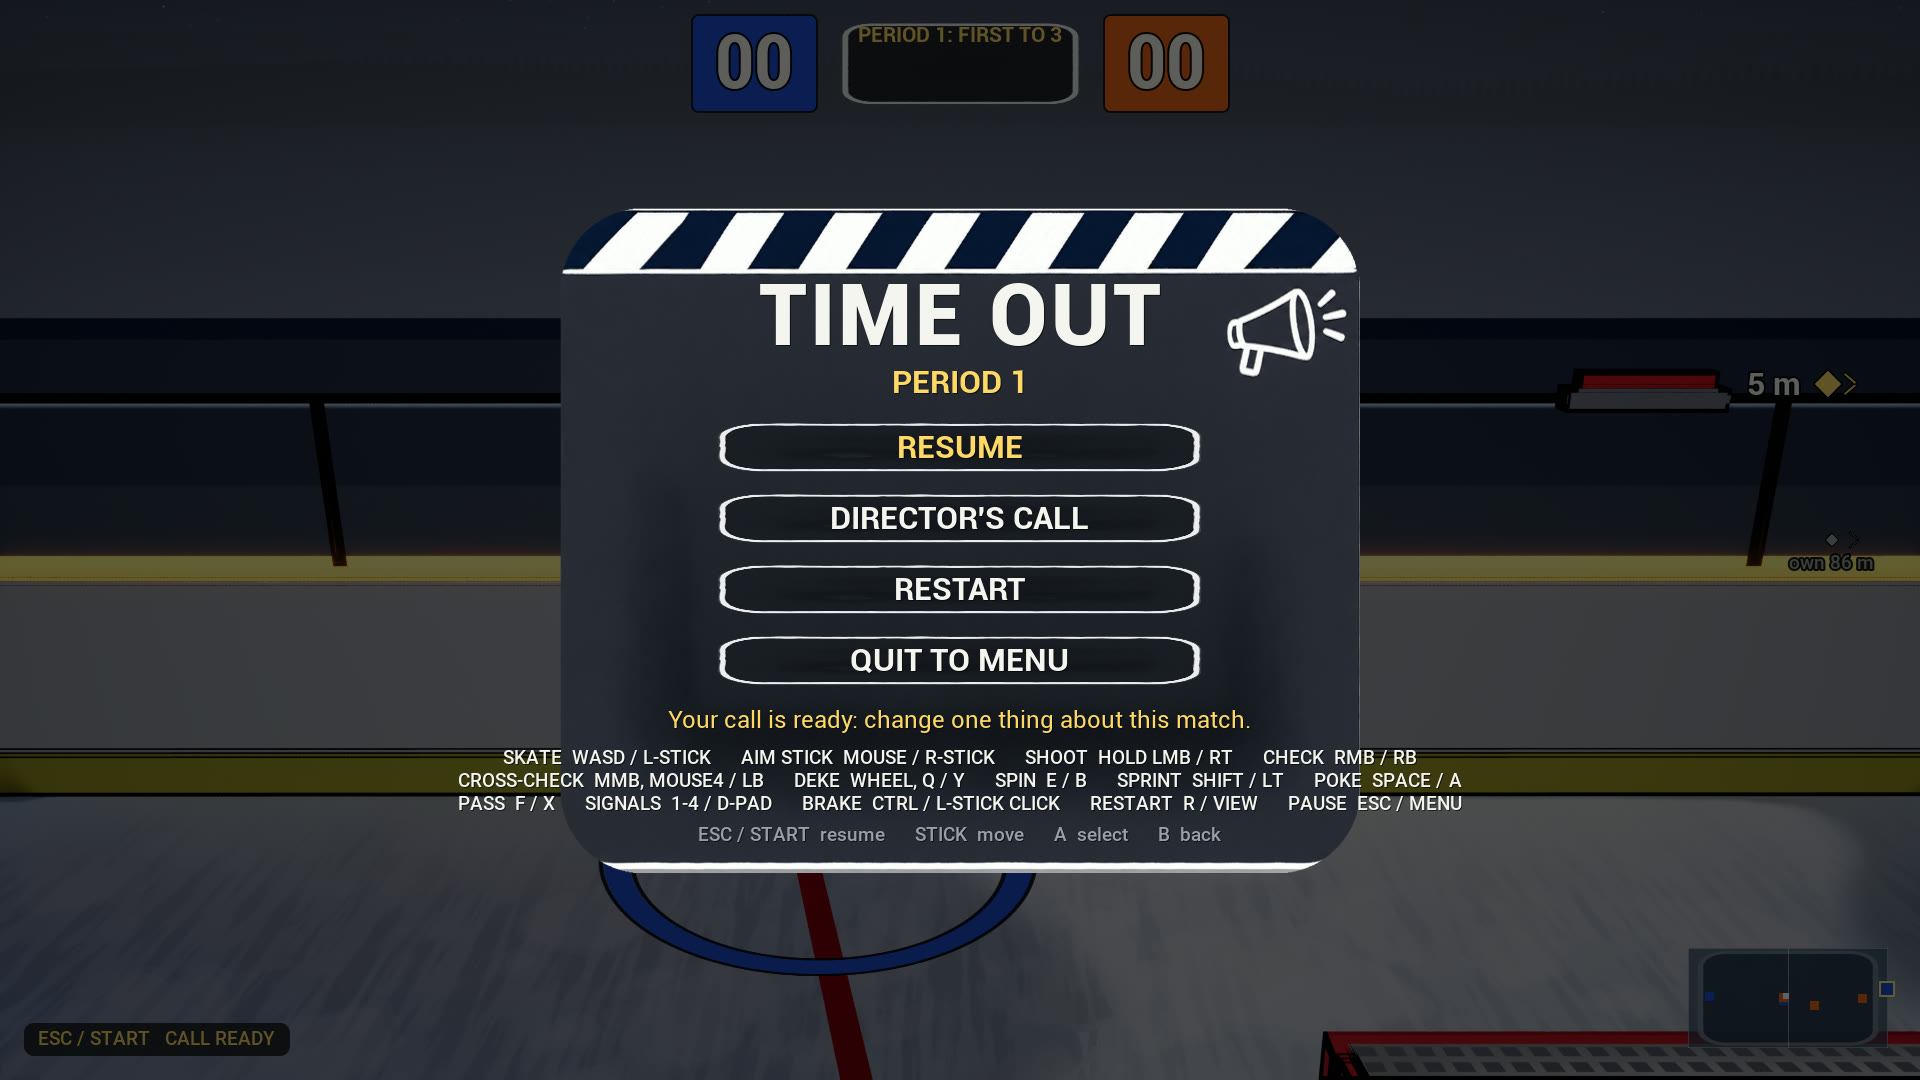 00
PERIOD 1: FIRST TO 3
00
TIME OUT
PERIOD 1
RESUME
5 m
DIRECTOR'S CALL
own 86 m
RESTART
QUIT TO MENU
Your call is ready: change one thing about this match.
SKATE WASD / L-STICK AIM STICK MOUSE / R-STICK SHOOT HOLD LMB / RT CHECK RMB / RB
CROSS-CHECK MMB, MOUSE4 / LB DEKE WHEEL, Q / Y SPIN E / B SPRINT SHIFT / LT POKE SPACE / A
PASS F / X SIGNALS 1-4 / D-PAD BRAKE CTRL / L-STICK CLICK RESTART R / VIEW PAUSE ESC / MENU
ESC / START resume STICK move A select B back
ESC / START CALL READY